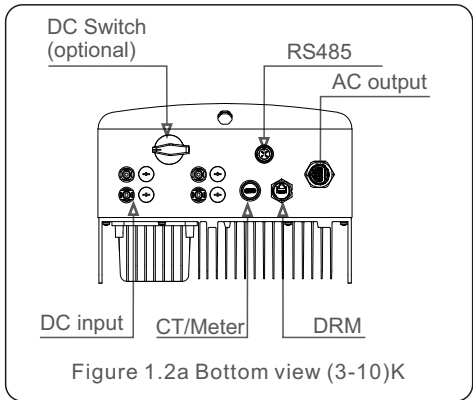 DC Switch
(optional)
RS485
AC output
DC input
CT/Meter
DRM
Figure 1.2a Bottom view (3-10)K